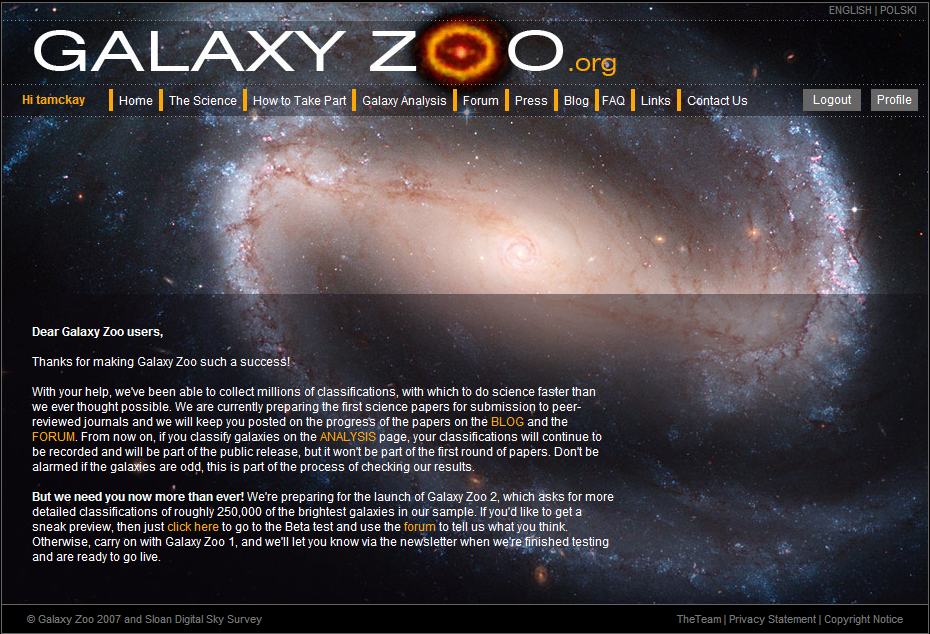 ENGLISH | POLSKI
GALAXY ZOO.org
Hi tamckay Home The Science How to Take Part Galaxy Analysis Forum Press Blog FAQ Links Contact Us Logout Profile
Dear Galaxy Zoo users,
Thanks for making Galaxy Zoo such a success!
With your help, we've been able to collect millions of classifications, with which to do science faster than
we ever thought possible. We are currently preparing the first science papers for submission to peer-
reviewed journals and we will keep you posted on the progress of the papers on the BLOG and the
FORUM. From now on, if you classify galaxies on the ANALYSIS page, your classifications will continue to
be recorded and will be part of the public release, but it won't be part of the first round of papers. Don't be
alarmed if the galaxies are odd, this is part of the process of checking our results.
But we need you now more than ever! We're preparing for the launch of Galaxy Zoo 2, which asks for more
detailed classifications of roughly 250,000 of the brightest galaxies in our sample. If you'd like to get a
sneak preview, then just click here to go to the Beta test and use the forum to tell us what you think.
Otherwise, carry on with Galaxy Zoo 1, and we'll let you know via the newsletter when we're finished testing
and are ready to go live.
© Galaxy Zoo 2007 and Sloan Digital Sky Survey TheTeam | Privacy Statement | Copyright Notice